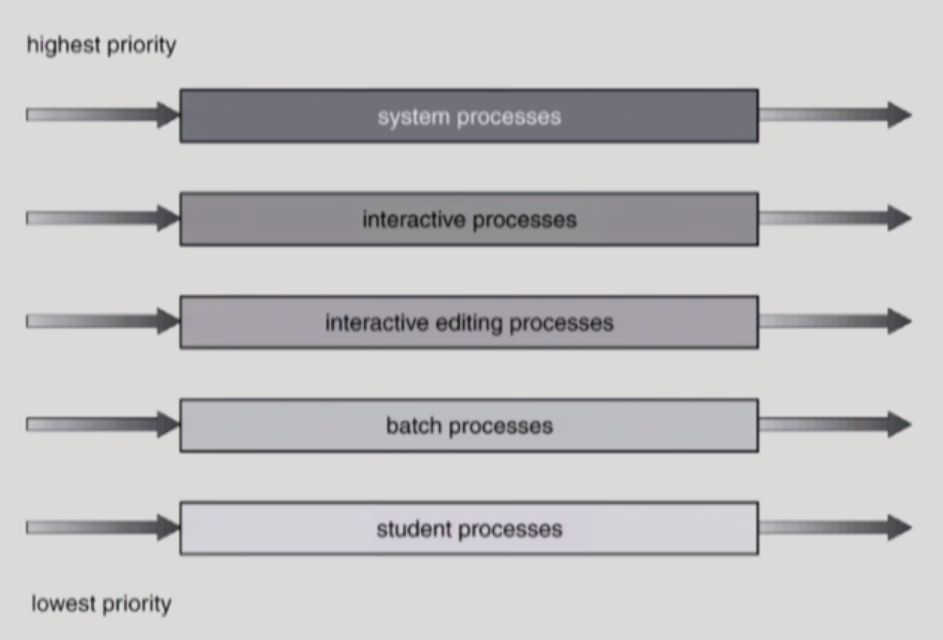 highest priority
system processes
interactive processes
interactive editing processes
batch processes
student processes
lowest priority